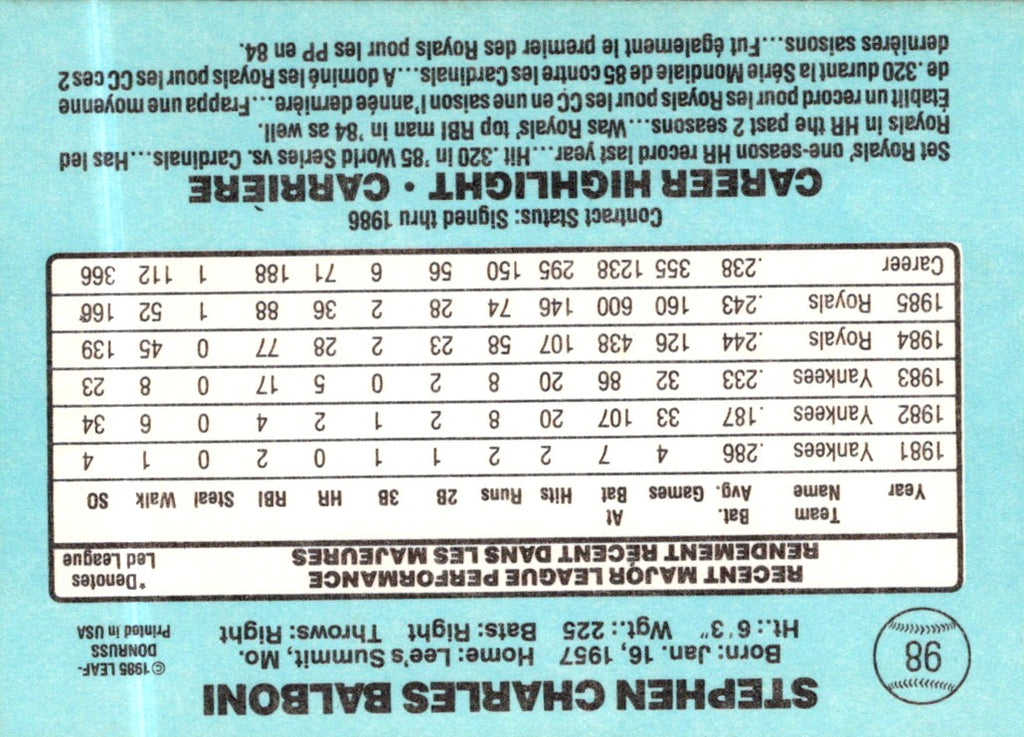 STEPHEN CHARLES BALBONI
98
Born: Jan. 16, 1957 Home: Lee's Summit, Mo.
Ht.: 6'3" Wgt.: 225 Bats: Right Throws: Right
© 1985 LEAF-
DONRUSS
Printed in USA
RECENT MAJOR LEAGUE PERFORMANCE
RENDEMENT RÉCENT DANS LES MAJEURES
*Denotes
Led League
Year Team Name Bat. Avg. Games At Bat Hits Runs 2B 3B HR RBI Steal Walk SO
1981 Yankees .286 4 7 2 2 1 1 0 2 0 1 4
1982 Yankees .187 33 107 20 8 2 1 2 4 0 6 34
1983 Yankees .233 32 86 20 8 2 0 5 17 0 8 23
1984 Royals .244 126 438 107 58 23 2 28 77 0 45 139
1985 Royals .243 160 600 146 74 28 2 36 88 1 52 166
Career .238 355 1238 295 150 56 6 71 188 1 112 366
Contract Status: Signed thru 1986
CAREER HIGHLIGHT • CARRIÈRE
Set Royals' one-season HR record last year...Hit .320 in '85 World Series vs. Cardinals...Has led
Royals in HR the past 2 seasons...Was Royals' top RBI man in '84 as well.
Établit un record pour les Royals pour les CC en une saison l'année dernière...Frappa une moyenne
de .320 durant la Série Mondiale de 85 contre les Cardinals...A dominé les Royals pour les CC ces 2
dernières saisons...Fut également le premier des Royals pour les PP en 84.